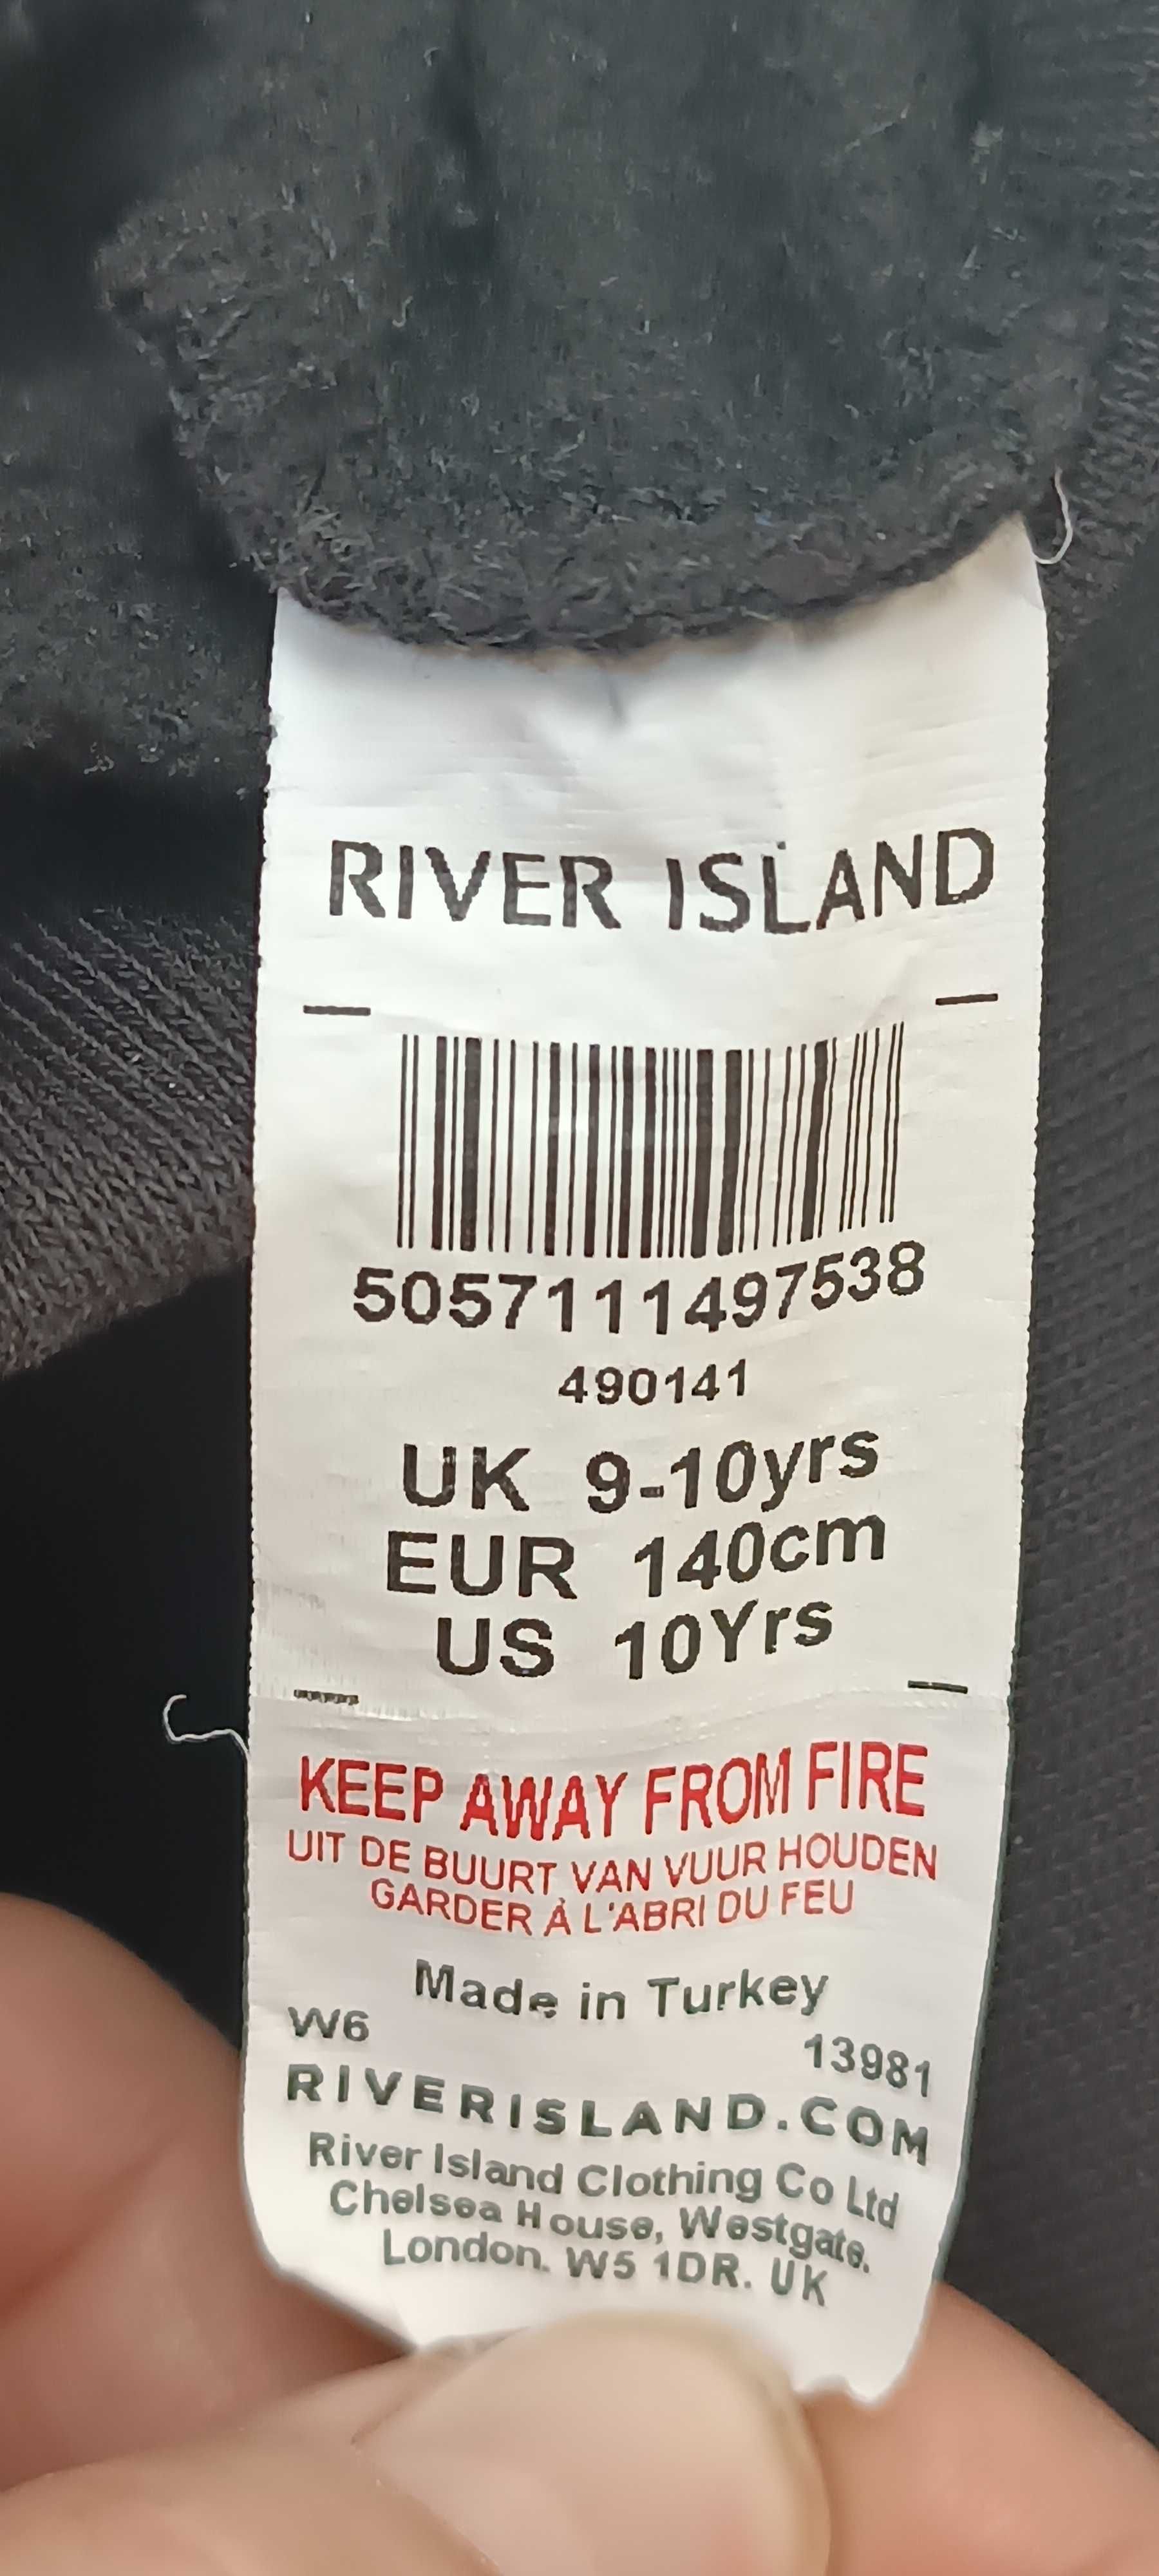 RIVER ISLAND
5057111497538
490141
UK 9-10yrs
EUR 140cm
US 10Yrs
KEEP AWAY FROM FIRE
UIT DE BUURT VAN VUUR HOUDEN
GARDER À L'ABRI DU FEU
Made in Turkey
W6 13981
RIVERISLAND.COM
River Island Clothing Co Ltd
Chelsea House, Westgate.
London. W5 1DR. UK